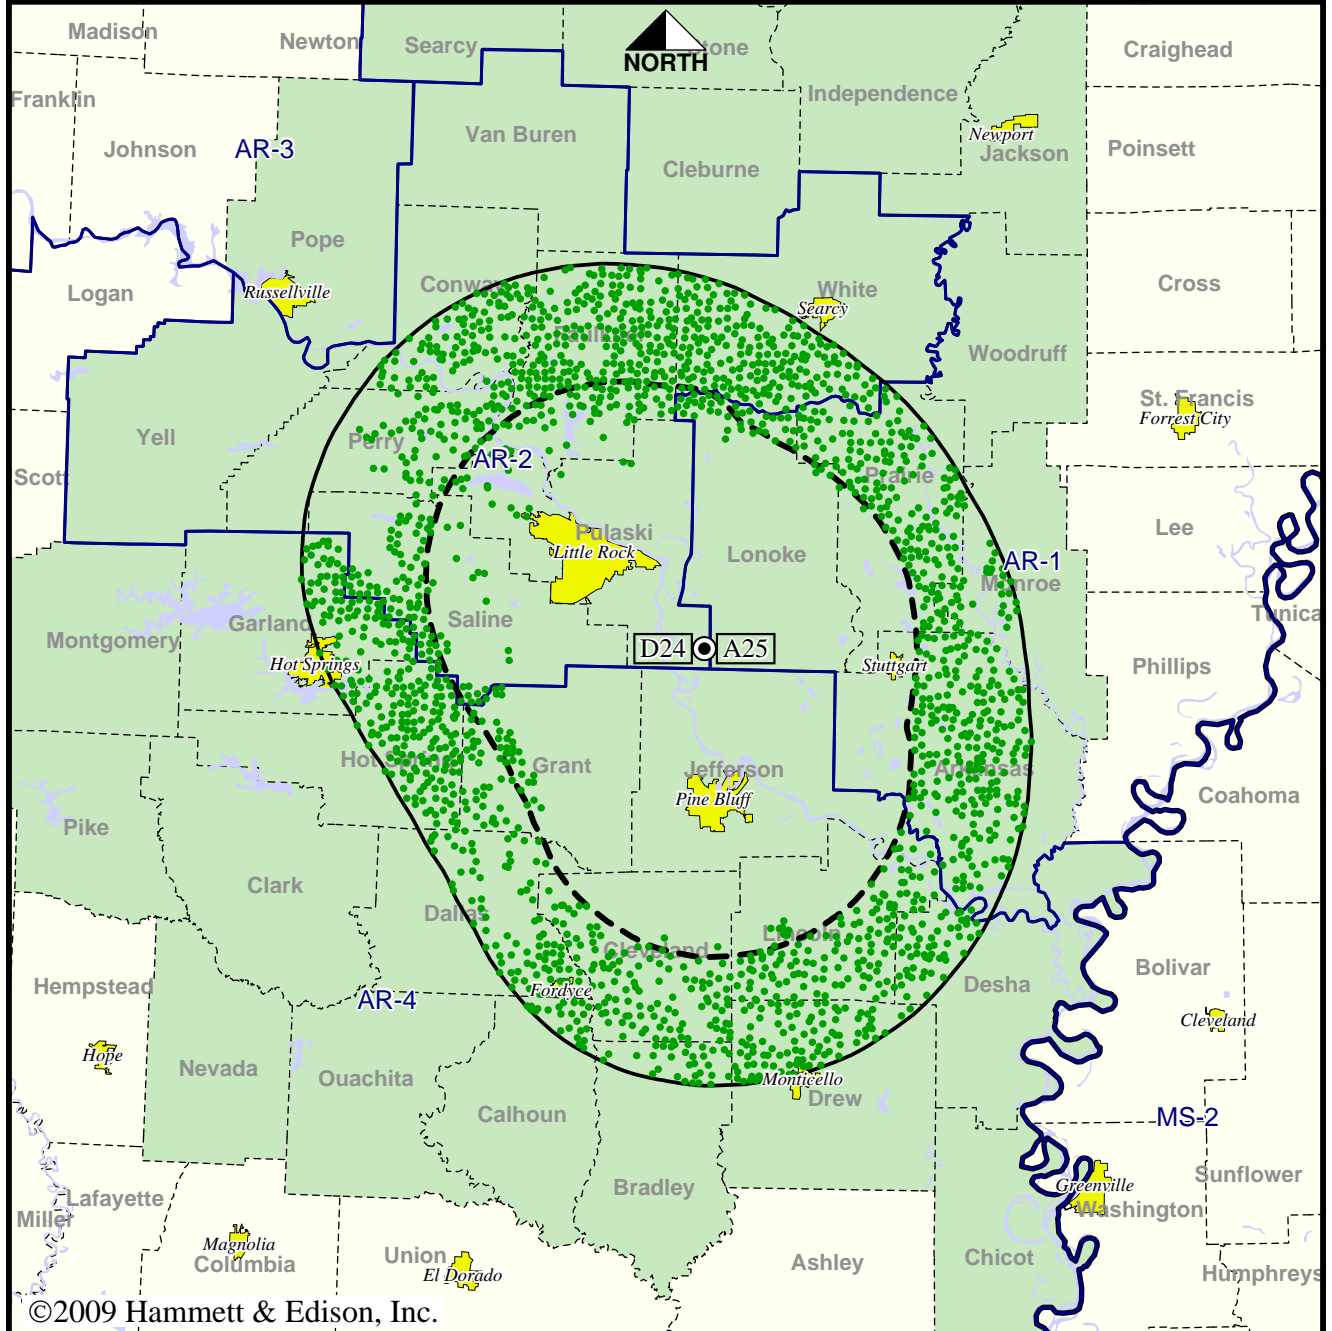 Madison
Newton
Searcy
Stone
Craighead
NORTH
Franklin
Independence
Newport
Jackson
Johnson
AR-3
Van Buren
Cleburne
Poinsett
Pope
Logan
Russellville
Conway
White
Searcy
Cross
Faulkner
Woodruff
St. Francis
Forrest City
Yell
Perry
AR-2
Scott
Prairie
Pulaski
Little Rock
Lonoke
Lee
AR-1
Monroe
Montgomery
Garland
Saline
Tunica
Hot Springs
D24
A25
Stuttgart
Phillips
Hot Spring
Grant
Jefferson
Pine Bluff
Arkansas
Coahoma
Pike
Clark
Dallas
Cleveland
Lincoln
Hempstead
AR-4
Fordyce
Desha
Bolivar
Cleveland
Hope
Nevada
Ouachita
Calhoun
Monticello
Drew
MS-2
Bradley
Greenville
Washington
Sunflower
Lafayette
Miller
Magnolia
Columbia
Union
El Dorado
Ashley
Chicot
Humphreys
©2009 Hammett & Edison, Inc.